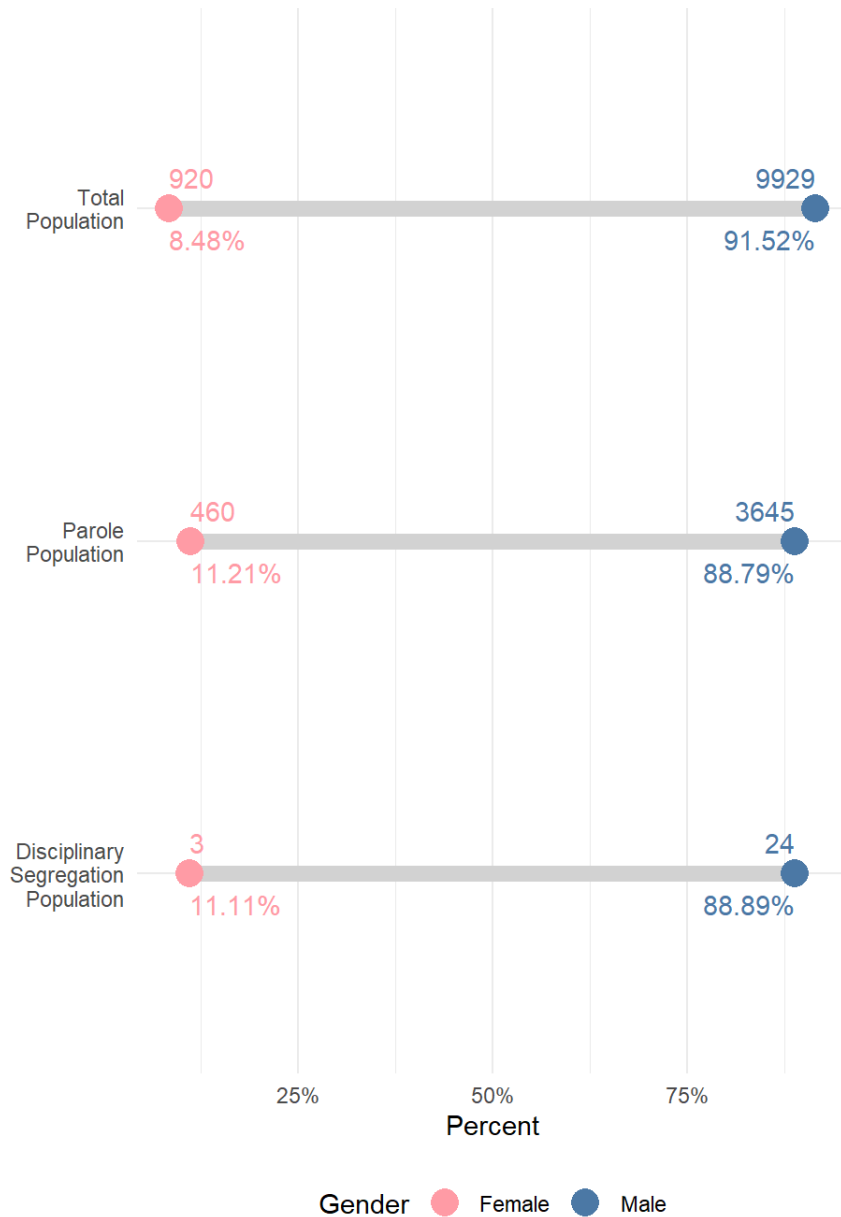 920
9929
Total
Population
8.48%
91.52%
460
3645
Parole
Population
11.21%
88.79%
3
24
Disciplinary
Segregation
Population
11.11%
88.89%
25%
50%
75%
Percent
Gender
Female
Male